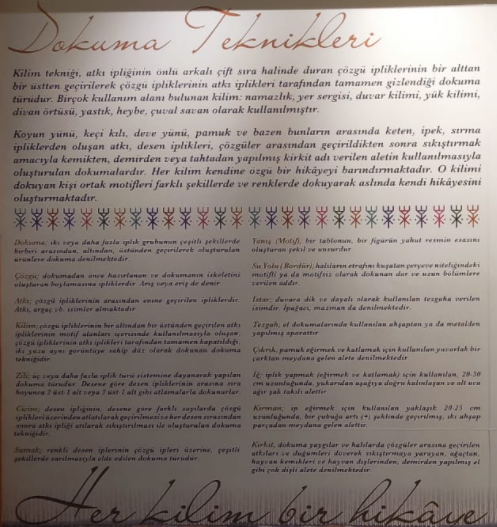 Dokuma Teknikleri
Kilim tekniği, atkı ipliğinin önlü arkalı çift sıra halinde duran çözgü ipliklerinin bir alttan
bir üstten geçirilerek çözgü ipliklerinin atkı iplikleri tarafından tamamen gizlendiği dokuma
türüdur. Birçok kullanım alanı bulunan kilim: namazlık, yer sergisi, duvar kilimi, yük kilimi,
divan örtüsü, yastık, heybe, çuval savan olarak kullanılmıştır.
Koyun yünü, keçi kılı, deve yünü, pamuk ve bazen bunların arasında keten, ipek, sırma
ipliklerden oluşan atkı, desen iplikleri, çözgüler arasından geçirildikten sonra sıkıştırmak
amacıyla kemikten, demirden veya tahtadan yapılmış kirkit adı verilen aletin kullanılmasıyla
oluşturulan dokumalardır. Her kilim kendine özgü bir hikâyeyi barındırmaktadır. O kilimi
dokuyan kişi ortak motifleri farklı şekillerde ve renklerde dokuyarak aslında kendi hikâyesini
oluşturmaktadır.
Dokuma, iki veya daha fazla iplik grubunun çeşitli şekillerde
birbiri arasından, altından, üstünden geçirilerek oluşturulan
ürünlere dokuma denilmektedir.
Çözgü; dokumadan önce hazırlanan ve dokumanın iskeletini
oluşturan boylamasına ipliklerdir. Arış veya eriş de denir
Atkı; çözgü ipliklerinin arasından enine geçirilen ipliklerdir.
Atkı, argaç vb. isimler almaktadır
Kilim; çözgü ipliklerinin bir altından bir üstünden geçirilen atkı
ipliklerinin motif alanları içerisinde kullanılmasıyla oluşan,
çözgü ipliklerinin atkı iplikleri tarafından tamamen kapatıldığı,
iki yüzü aynı görüntüye sahip düz olarak dokunan dokuma
tekniğidir
Zili; üç veya daha fazla iplik türü sistemine dayanarak yapılan
dokuma türüdür. Desene göre desen ipliklerinin arasına sıra
boyunca 2 üst-1 alt veya 3 üst-1 alt gibi atlamalarla dokunurlar
Cicim; desen ipliğinin, desene göre farklı sayılarda çözgü
iplikleri üzerinden atlatılarak geçirilmesi ve her desen sırasından
sonra atkı ipliği atılarak sıkıştırılması ile oluşturulan dokuma
tekniğidir.
Sumak; renkli desen iplerinin çözgü ipleri üzerine, çeşitli
şekillerde sarılmasıyla elde edilen dokuma türüdür.
Yanış (Motif), bir tablonun, bir figürün yahut resmin esasını
oluşturan şekil ve unsurdur.
Su Yolu (Bordür), halıların etrafını kuşatan çerçeve niteliğindeki
motifli ya da motifsiz olarak dokunan dar ve uzun bölümlere
verilen addır.
Istar; duvara dik ve dayalı olarak kullanılan tezgaha verilen
isimdir. Ipağacı, mazman da denilmektedir.
Tezgah; el dokumalarında kullanılan ahşaptan ya da metalden
yapılmış aparattır
Çıkrık, pamuk eğirmek ve katlamak için kullanılan yuvarlak bir
çarktan meydana gelen alete denilmektedir.
İğ; iplik yapmak (eğirmek ve katlamak) için kullanılan, 20-30
cm uzunluğunda, yukarıdan aşağıya doğru kalınlaşan ve alt ucu
ağır şak takılı alettir
Kirman; ip eğirmek için kullanılan yaklaşık 20-25 cm
uzunluğunda, bir çubuğa artı (+) şeklinde geçirilmiş, iki ahşap
parçadan meydana gelen alettir.
Kirkit, dokuma yaygılar ve halılarda çözgüler arasına geçirilen
atkıları ve düğümleri döverek sıkıştırmaya yarayan, ağaçtan,
hayvan kemikleri ve hayvan dişlerinden, demirden yapılmış el
gibi çok dişli alete denilmektedir.
Her kilim bir hikâye